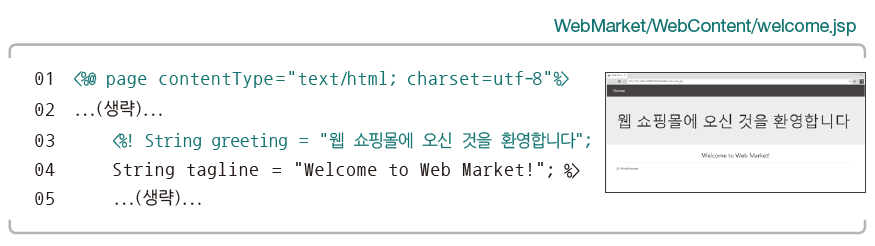 WebMarket/WebContent/welcome.jsp
01 <%@ page contentType="text/html; charset=utf-8"%>
02 ...(생략)...
03 <%! String greeting = "웹 쇼핑몰에 오신 것을 환영합니다";
04 String tagline = "Welcome to Web Market!"; %>
05 ...(생략)...
Home
웹 쇼핑몰에 오신 것을 환영합니다
Welcome to Web Market!